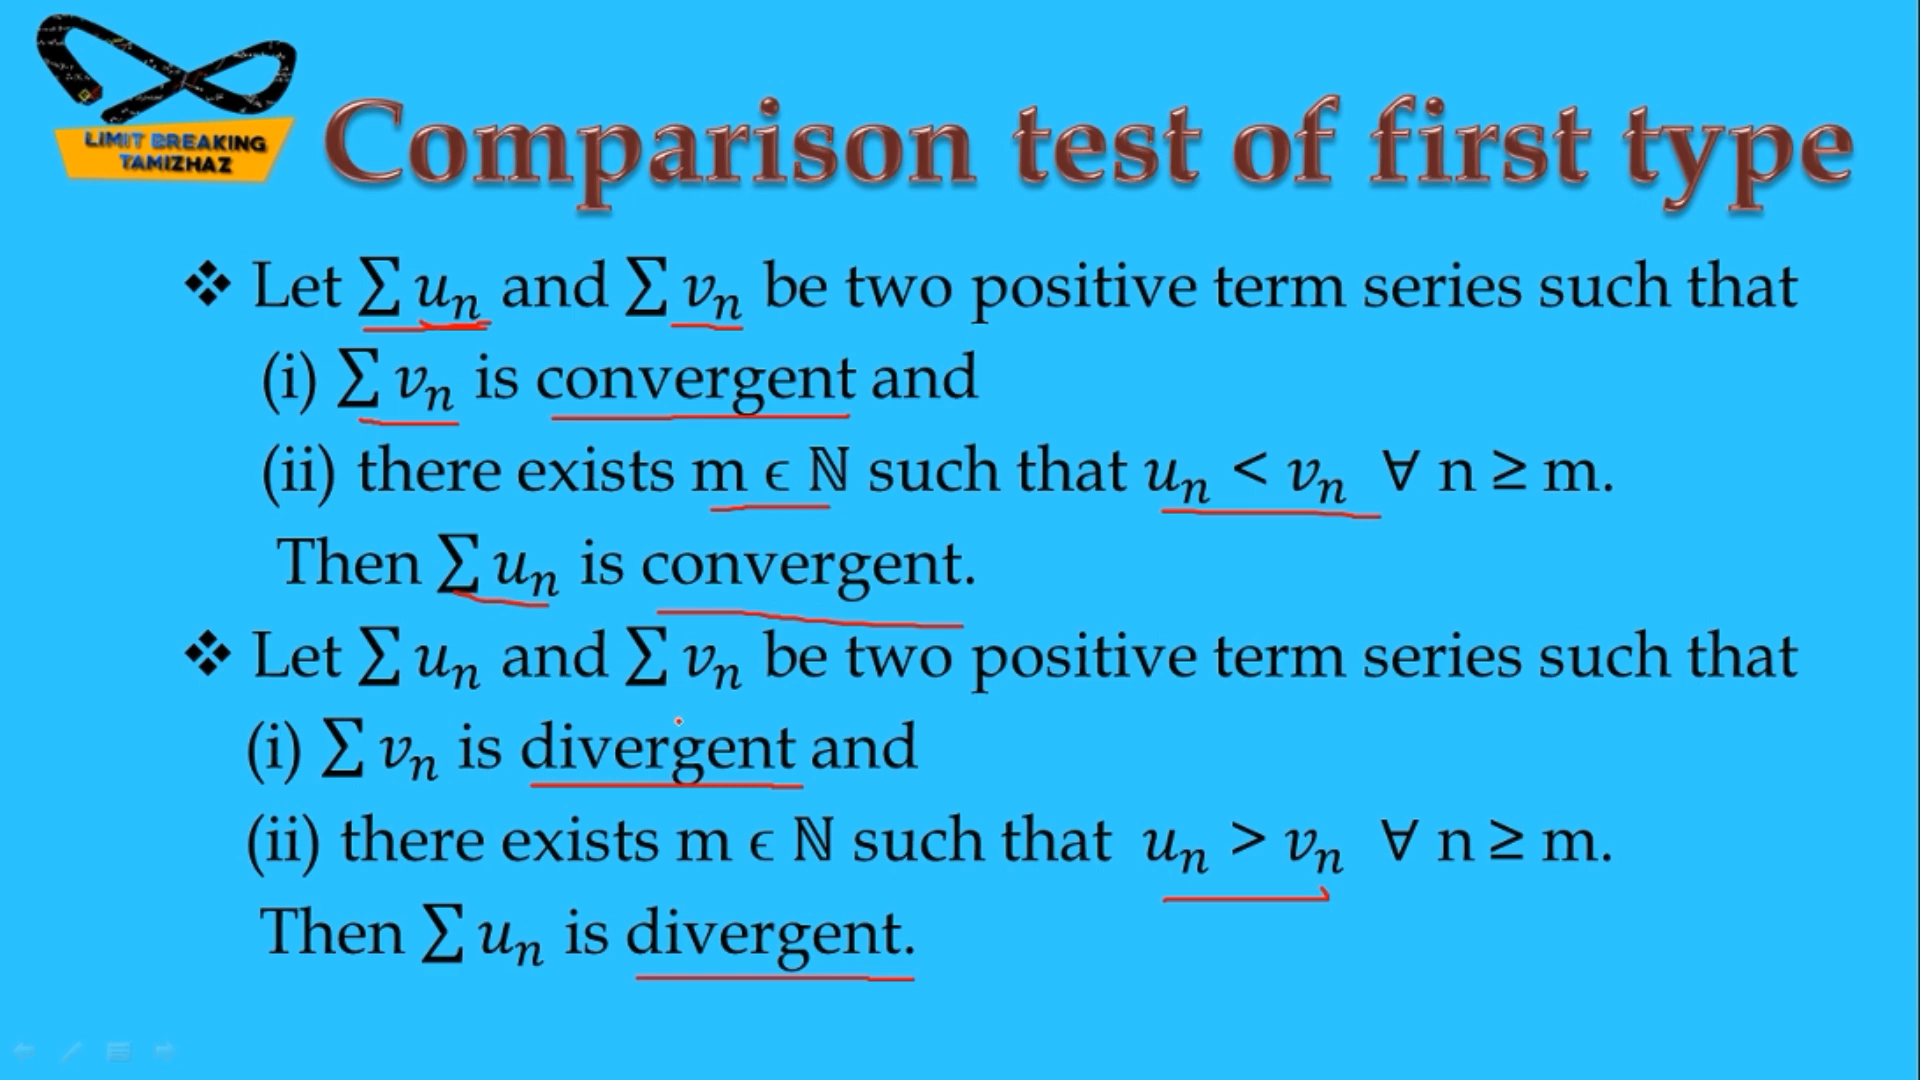 LIMIT BREAKING
TAMIZHAZ
Comparison test of first type
❖ Let ∑ uₙ and ∑ vₙ be two positive term series such that
(i) ∑ vₙ is convergent and
(ii) there exists m ϵ ℕ such that uₙ < vₙ ∀ n ≥ m.
Then ∑ uₙ is convergent.
❖ Let ∑ uₙ and ∑ vₙ be two positive term series such that
(i) ∑ vₙ is divergent and
(ii) there exists m ϵ ℕ such that uₙ > vₙ ∀ n ≥ m.
Then ∑ uₙ is divergent.